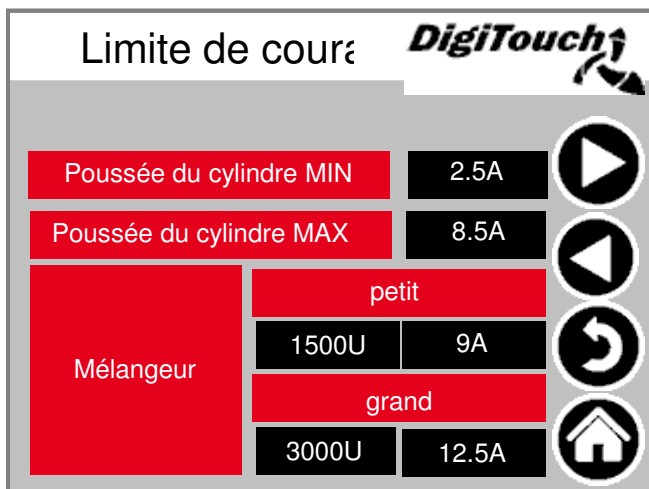 Limite de coura
DigiTouch
Poussée du cylindre MIN 2.5A
Poussée du cylindre MAX 8.5A
petit
1500U 9A
Mélangeur
grand
3000U 12.5A